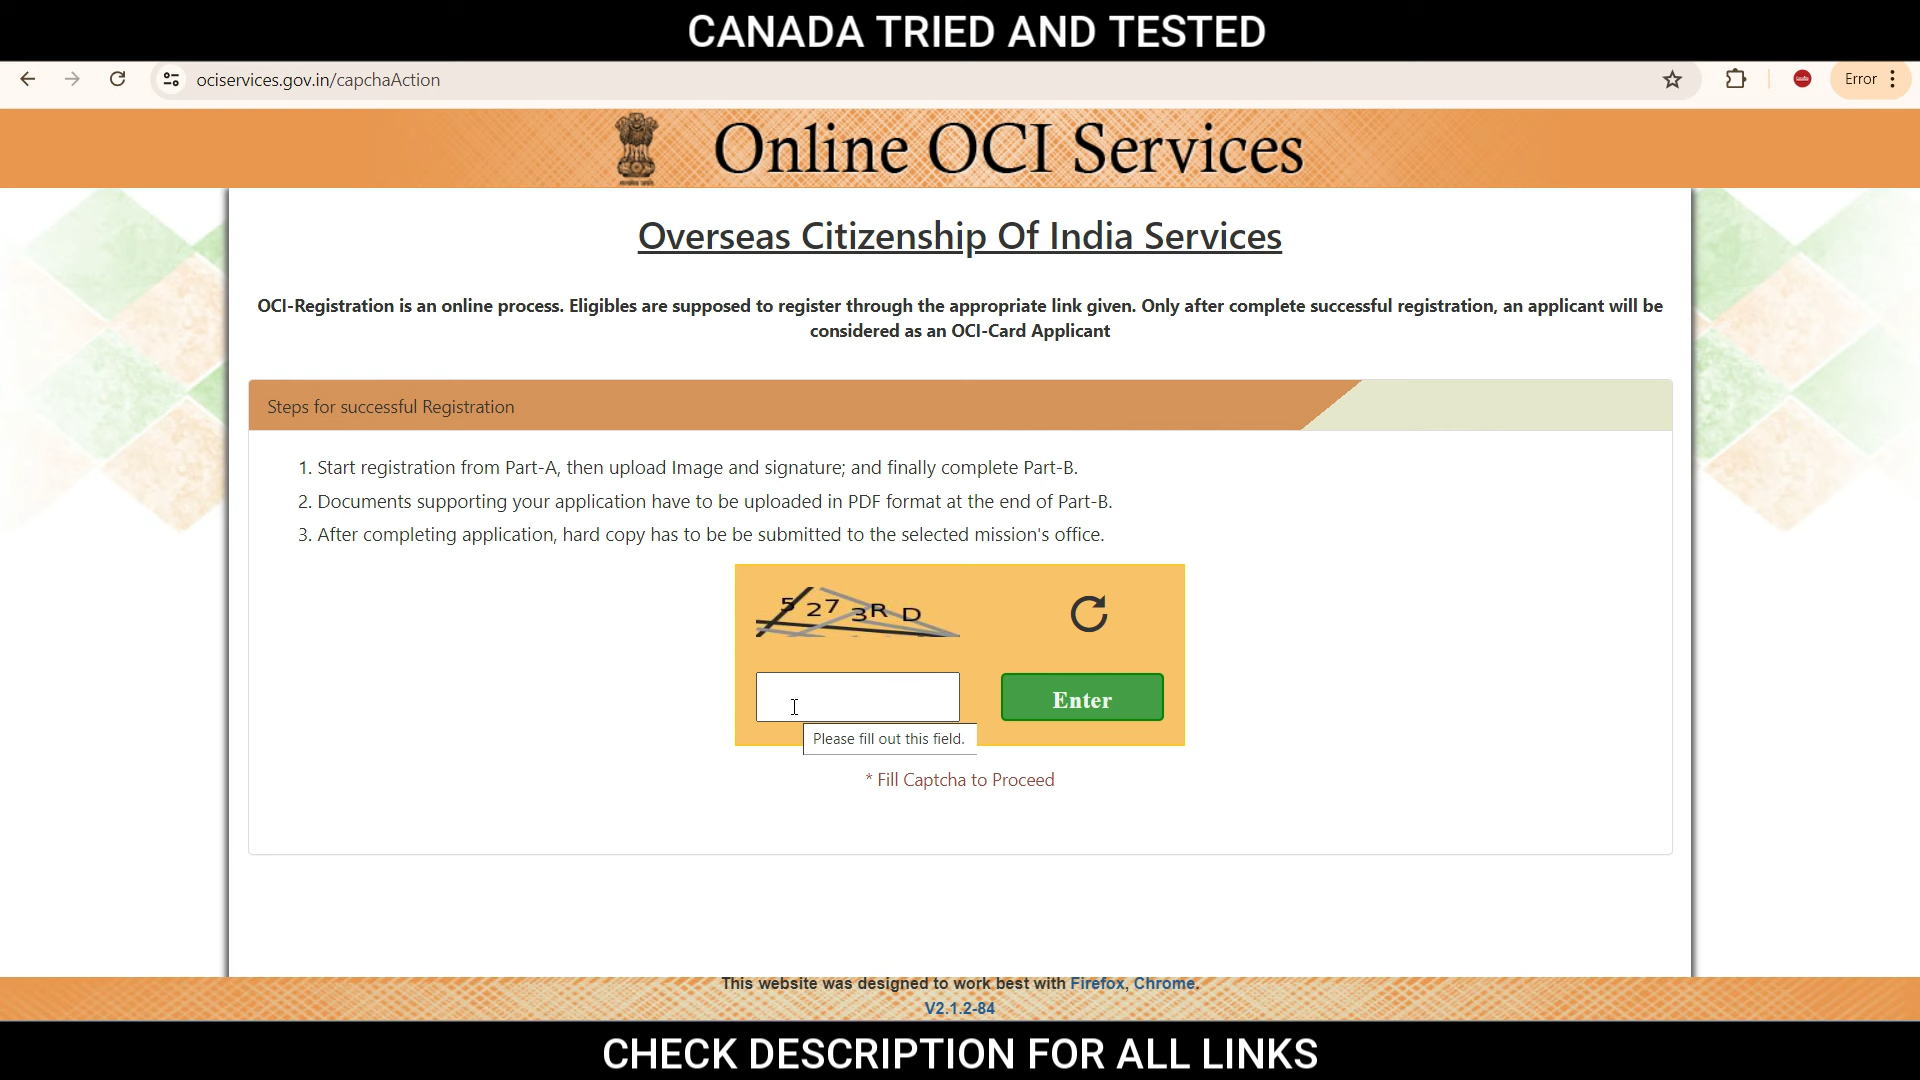 CANADA TRIED AND TESTED
ociservices.gov.in/capchaAction
Error
Online OCI Services
Overseas Citizenship Of India Services
OCI-Registration is an online process. Eligibles are supposed to register through the appropriate link given. Only after complete successful registration, an applicant will be
considered as an OCI-Card Applicant
Steps for successful Registration
1. Start registration from Part-A, then upload Image and signature; and finally complete Part-B.
2. Documents supporting your application have to be uploaded in PDF format at the end of Part-B.
3. After completing application, hard copy has to be be submitted to the selected mission's office.
5 2 7 3 R D
Enter
Please fill out this field.
* Fill Captcha to Proceed
This website was designed to work best with Firefox, Chrome.
V2.1.2-84
CHECK DESCRIPTION FOR ALL LINKS